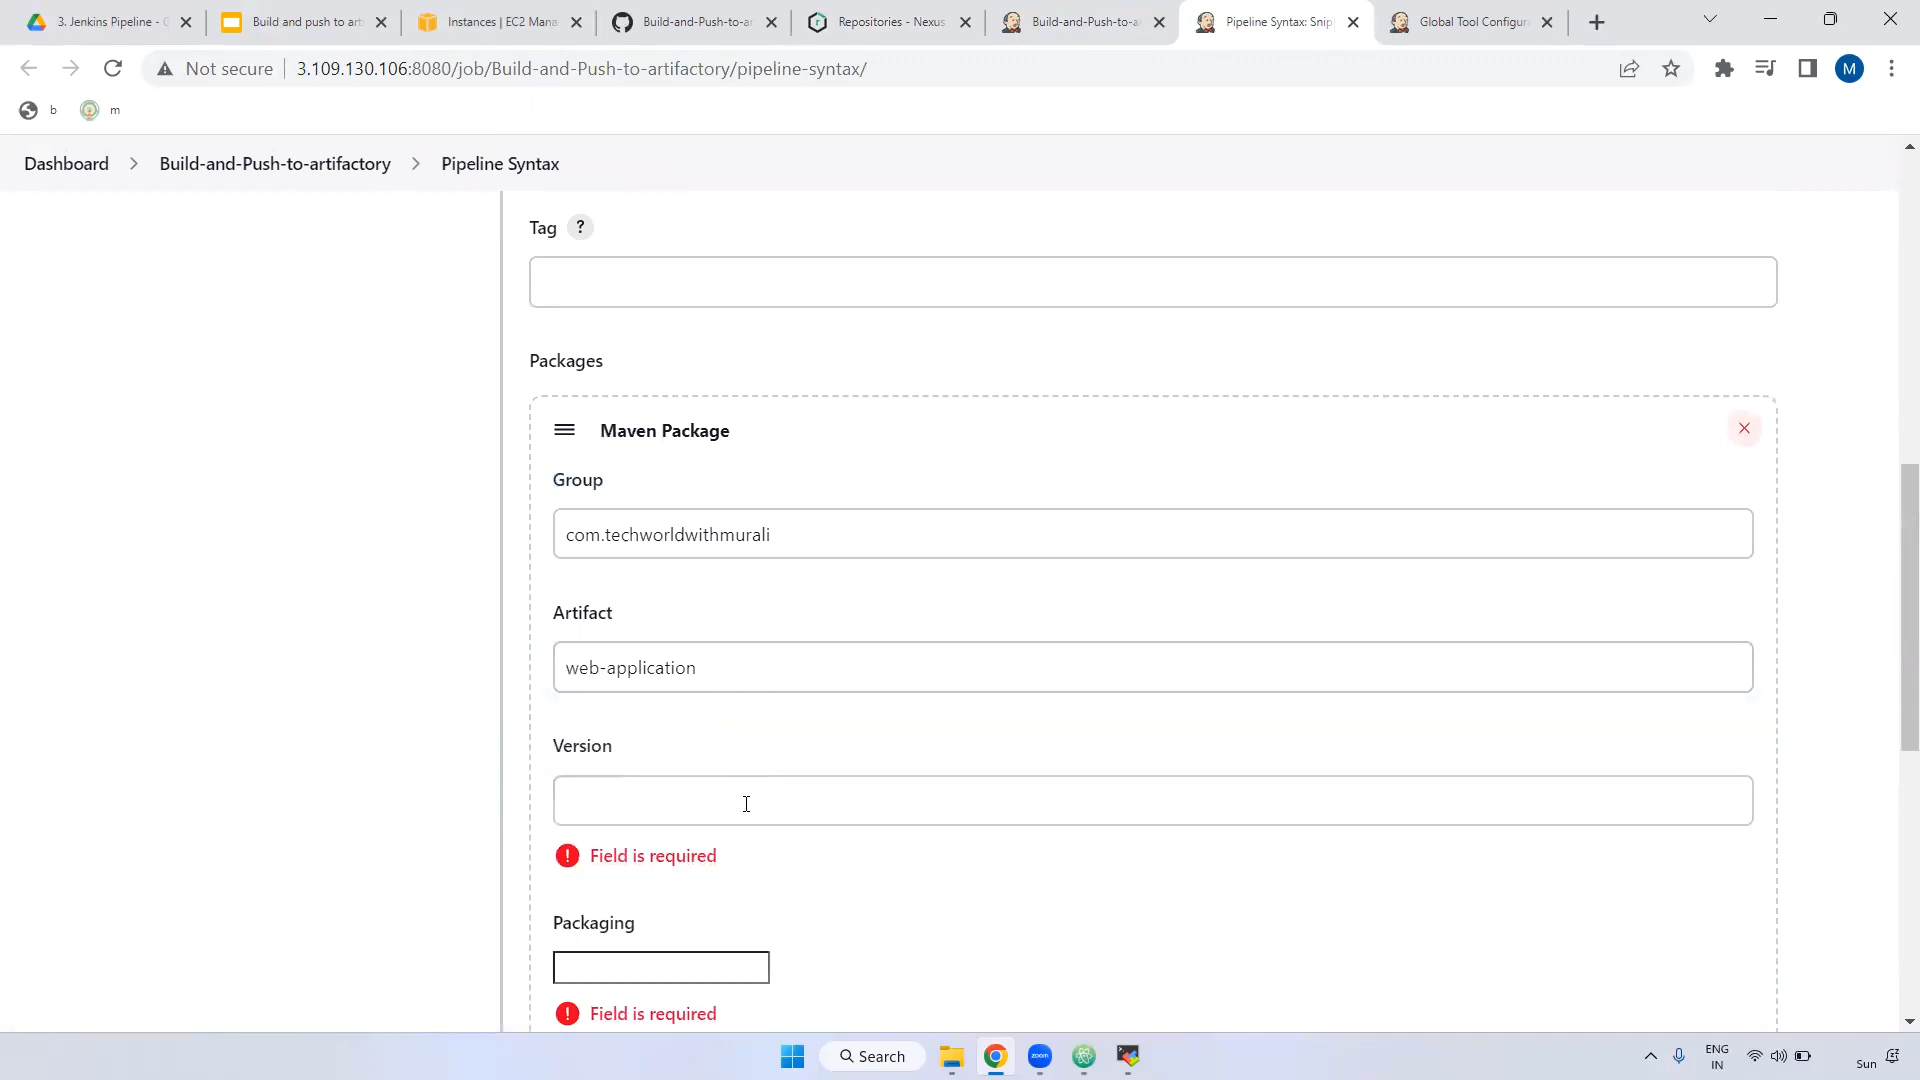 3. Jenkins Pipeline - G
Build and push to art
Instances | EC2 Mana
Build-and-Push-to-ar
Repositories - Nexus
Build-and-Push-to-a
Pipeline Syntax: Snip
Global Tool Configura
Not secure
3.109.130.106:8080/job/Build-and-Push-to-artifactory/pipeline-syntax/
M
b
m
Dashboard > Build-and-Push-to-artifactory > Pipeline Syntax
Tag ?
Packages
Maven Package
Group
com.techworldwithmurali
Artifact
web-application
Version
! Field is required
Packaging
! Field is required
Search
zoom
ENG
IN
Sun